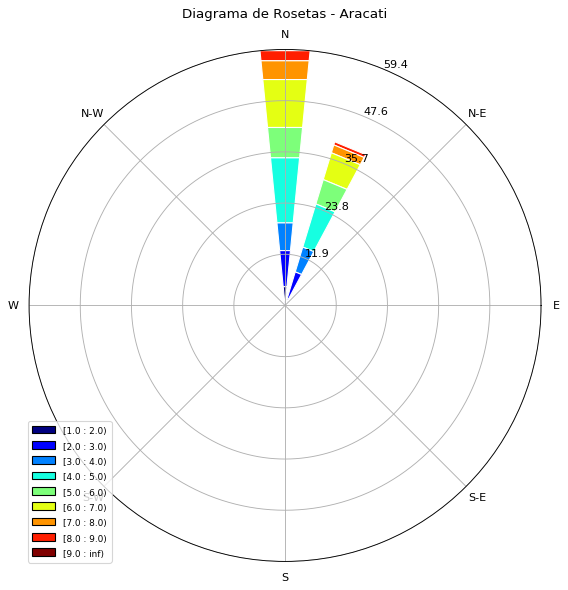 Diagrama de Rosetas - Aracati
N
59.4
N-W
47.6
N-E
35.7
23.8
11.9
W
E
[1.0 : 2.0)
[2.0 : 3.0)
[3.0 : 4.0)
[4.0 : 5.0)
[5.0 : 6.0)
S-W
S-E
[6.0 : 7.0)
[7.0 : 8.0)
[8.0 : 9.0)
[9.0 : inf)
S